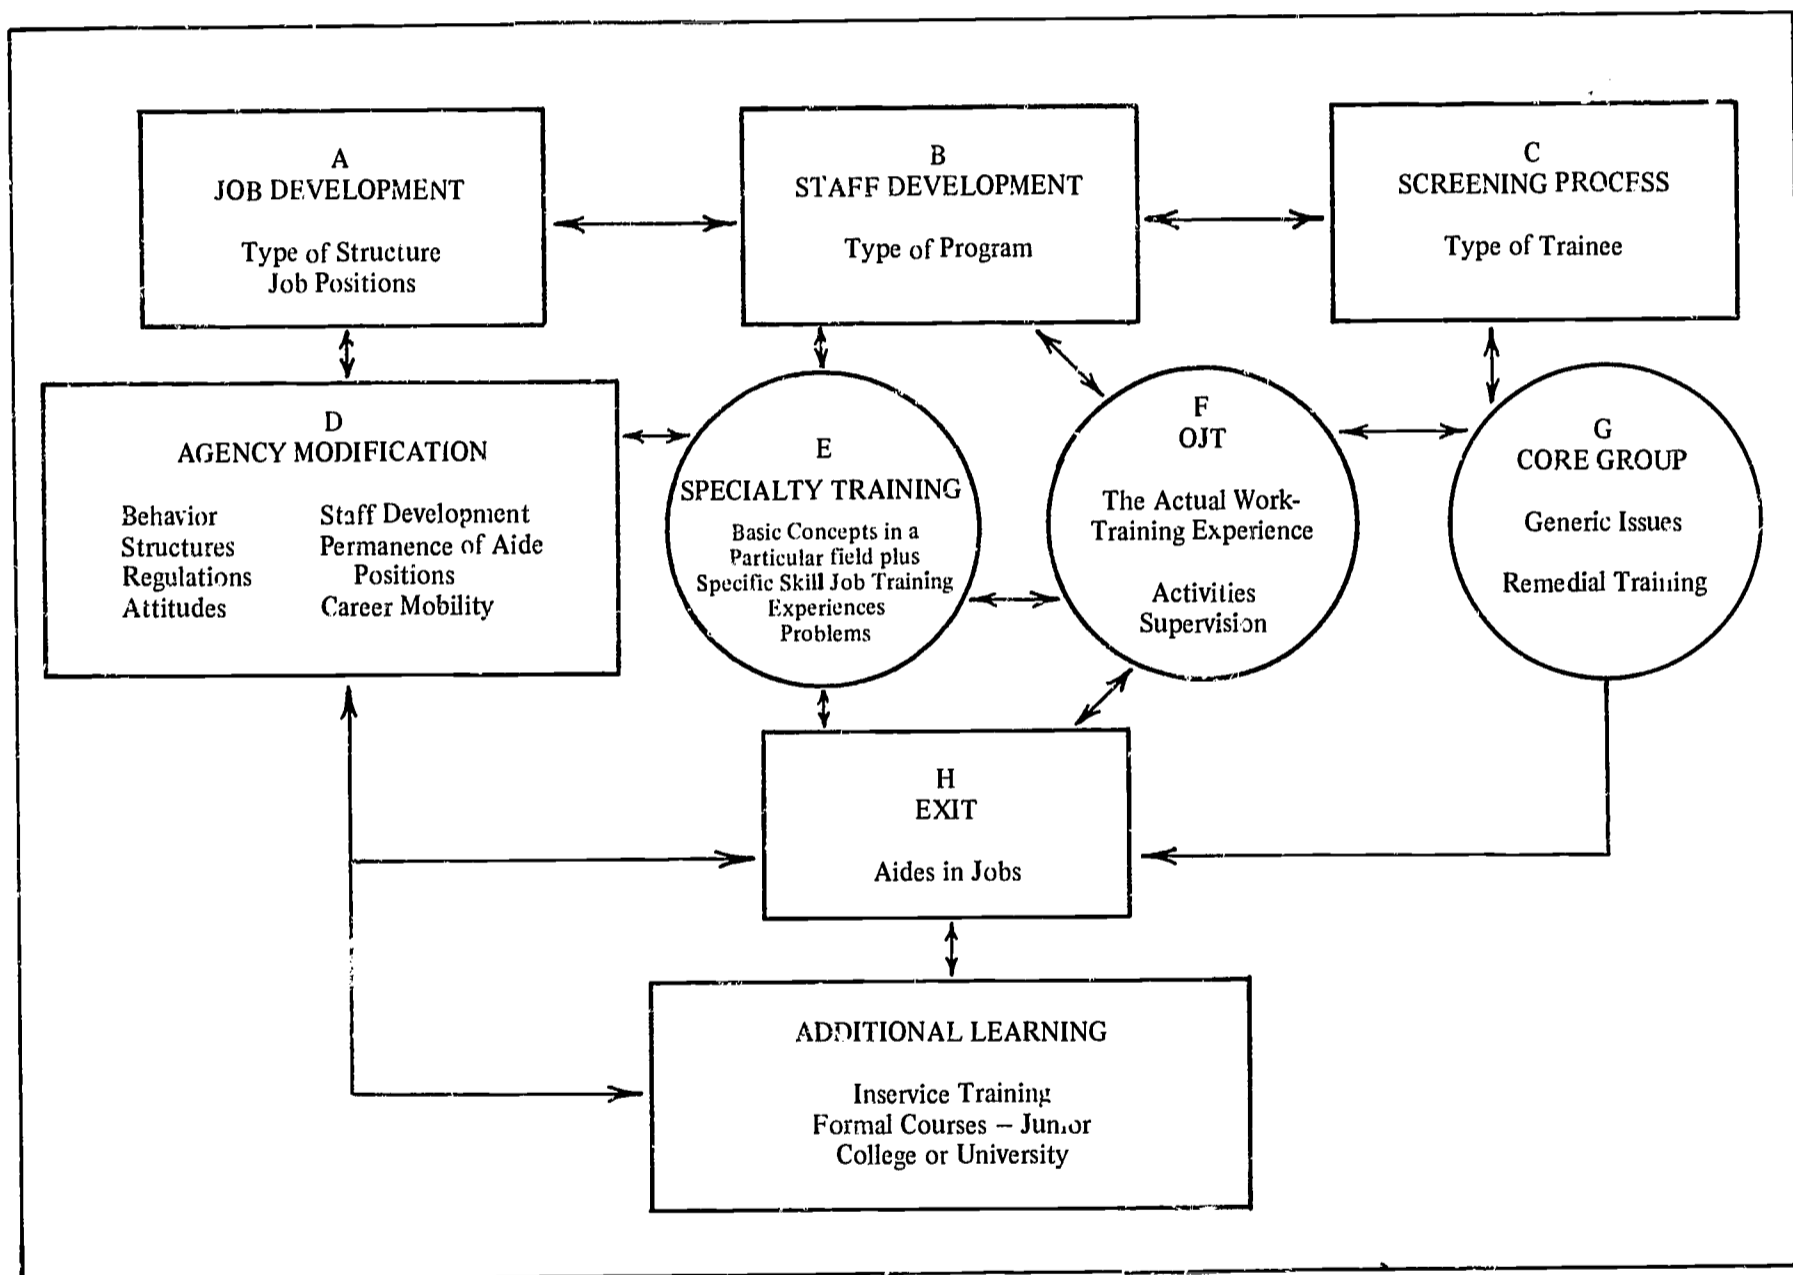 A
JOB DEVELOPMENT
Type of Structure
Job Positions
B
STAFF DEVELOPMENT
Type of Program
C
SCREENING PROCESS
Type of Trainee
D
AGENCY MODIFICATION
Behavior
Structures
Regulations
Attitudes
Staff Development
Permanence of Aide
Positions
Career Mobility
E
SPECIALTY TRAINING
Basic Concepts in a
Particular field plus
Specific Skill Job Training
Experiences
Problems
F
OJT
The Actual Work-
Training Experience
Activities
Supervision
G
CORE GROUP
Generic Issues
Remedial Training
H
EXIT
Aides in Jobs
ADDITIONAL LEARNING
Inservice Training
Formal Courses – Junior
College or University